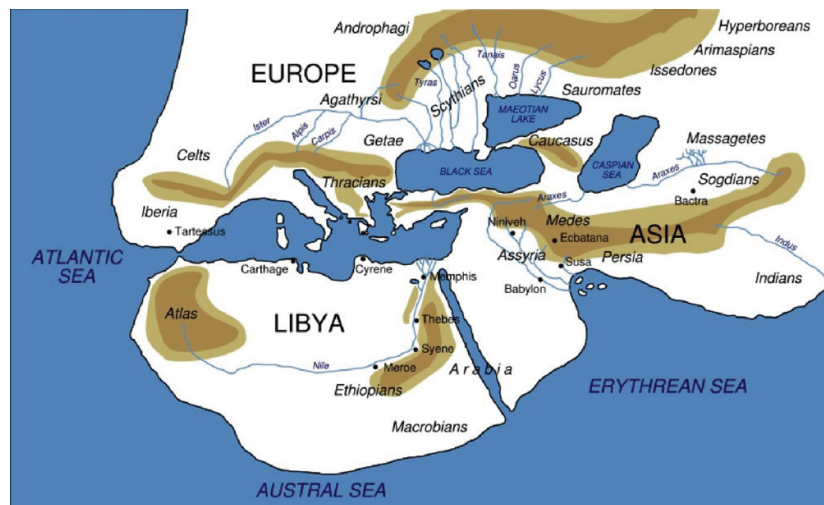 Androphagi
Hyperboreans
Arimaspians
Issedones
Tanais
Oarus
Lycus
EUROPE
Tyras
Scythians
Sauromates
Agathyrsi
MAEOTIAN
LAKE
Ister
Alpis
Carpis
Getae
Caucasus
Massagetes
Celts
BLACK SEA
CASPIAN
SEA
Araxes
Sogdians
Thracians
Araxes
Bactra
Iberia
Tartessus
Niniveh
Medes
Ecbatana
ASIA
Indus
ATLANTIC
SEA
Carthage
Cyrene
Assyria
Susa
Persia
Memphis
Babylon
Indians
Atlas
LIBYA
Thebes
Syene
Nile
Meroe
Arabia
Ethiopians
ERYTHREAN SEA
Macrobians
AUSTRAL SEA